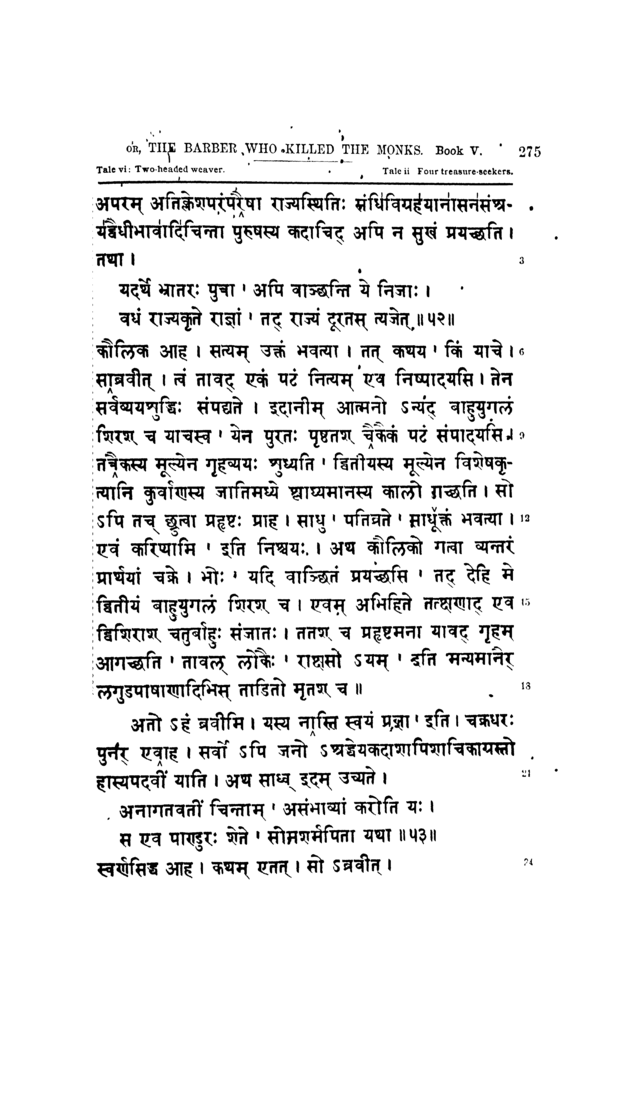 or, THE BARBER WHO KILLED THE MONKS. Book V. 275
Tale vi: Two-headed weaver. Tale ii Four treasure-seekers.
अपरम् अतिक्लेशपरंपरैषा राज्यस्थितिः संधिविग्रहयानासनसंश्र-
यद्वैधीभावादिचिन्ता पुरुषस्य कदाचिद् अपि न सुखं प्रयच्छति ।
तथा । 3
यदर्थे भ्रातरः पुत्रा ' अपि वाञ्छन्ति ये निजाः ।
वधं राज्यकृते राज्ञां ' तद् राज्यं दूरतस् त्यजेत् ॥ ५२॥
कौलिक आह । सत्यम् उक्तं भवत्या । तत् कथय ' किं याचे । 6
साब्रवीत् । त्वं तावद् एकं पटं नित्यम् एव निष्पादयसि । तेन
सर्वव्ययशुद्धिः संपद्यते । इदानीम् आत्मनो ऽन्यद् बाहुयुगलं
शिरश् च याचस्व ' येन पुरतः पृष्ठतश् चैकैकं पटं संपादयसि । 9
तत्रैकस्य मूल्येन गृहव्ययः शुध्यति ' द्वितीयस्य मूल्येन विशेषकृ-
त्यानि कुर्वाणस्य जातिमध्ये श्लाघ्यमानस्य कालो गच्छति । सो
ऽपि तच् छ्रुत्वा प्रहृष्टः प्राह । साधु ' पतिव्रते ' साधूक्तं भवत्या । 12
एवं करिष्यामि ' इति निश्चयः । अथ कौलिको गत्वा व्यन्तरं
प्रार्थयां चक्रे । भोः ' यदि वाञ्छितं प्रयच्छसि ' तद् देहि मे
द्वितीयं बाहुयुगलं शिरश् च । एवम् अभिहिते तत्क्षणाद् एव 15
द्विशिराश् चतुर्बाहुः संजातः । ततश् च प्रहृष्टमना यावद् गृहम्
आगच्छति ' तावल् लोकैः ' राक्षसो ऽयम् ' इति मन्यमानैर्
लगुडपाषाणादिभिस् ताडितो मृतश् च ॥ 18
अतो ऽहं ब्रवीमि । यस्य नास्ति स्वयं प्रज्ञा ' इति । चक्रधरः
पुनर् एवाह । सर्वो ऽपि जनो ऽश्रद्धेयकदाशापिशाचिकाग्रस्तो
हास्यपदवीं याति । अथ साध्व् इदम् उच्यते । 21
अनागतवतीं चिन्ताम् ' असंभाव्यां करोति यः ।
स एव पाण्डुरः शेते ' सोमशर्मपिता यथा ॥ ५३॥
स्वर्णसिद्ध आह । कथम् एतत् । सो ऽब्रवीत् । 24